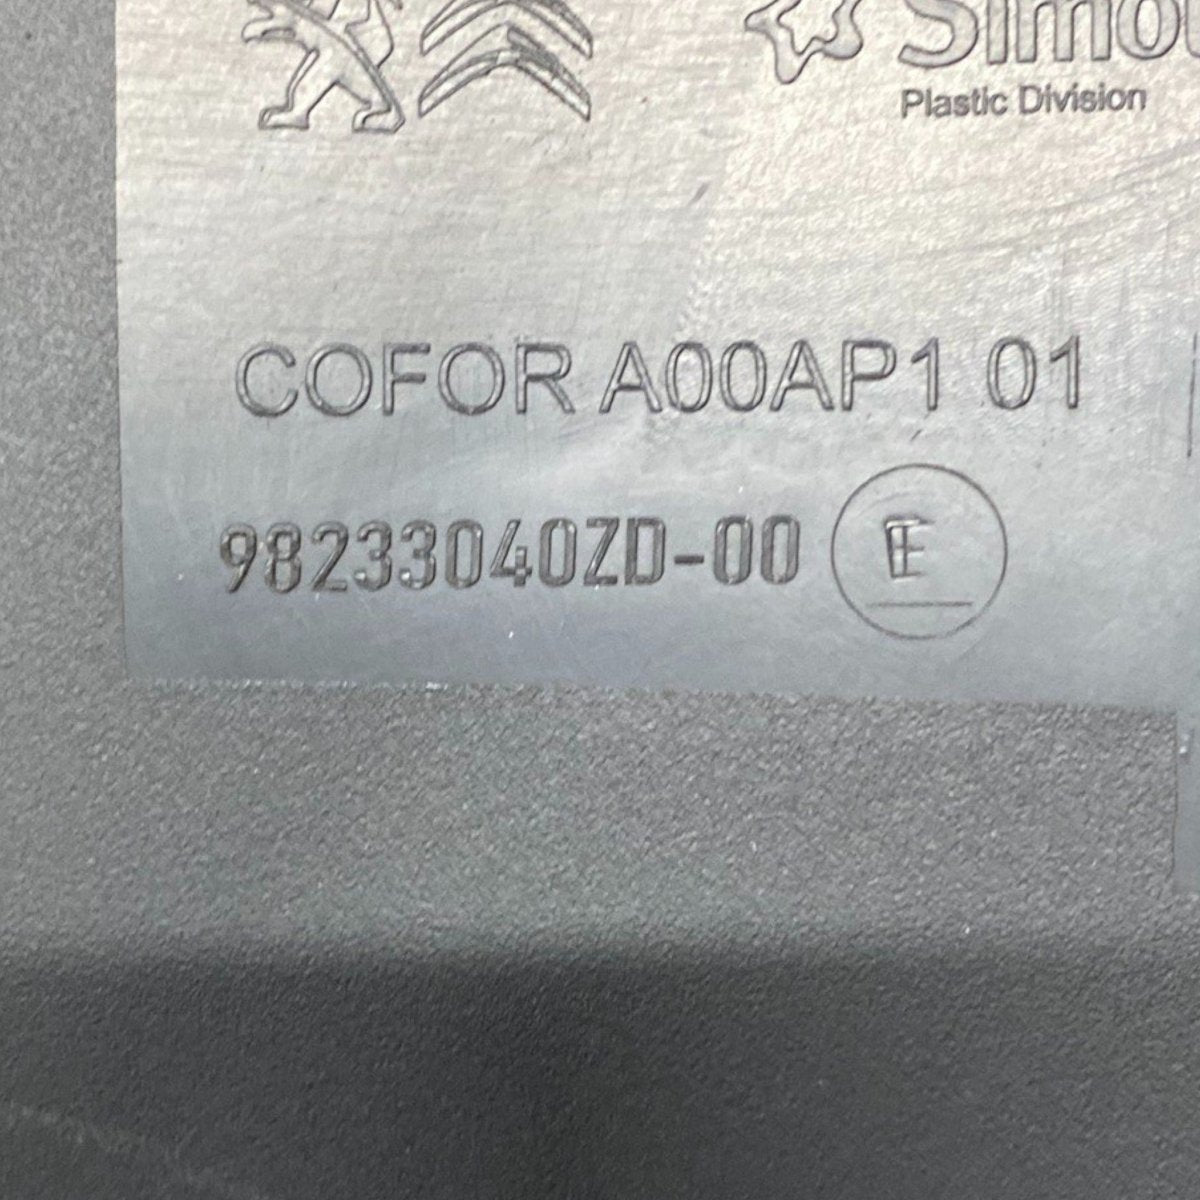 Plastic Division
COFOR A00AP1 01
98233040ZD-00 E